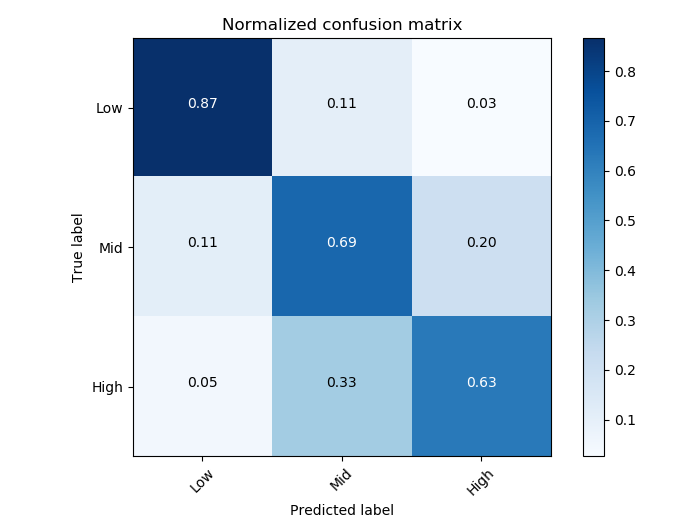 Normalized confusion matrix
Low 0.87 0.11 0.03
Mid 0.11 0.69 0.20
High 0.05 0.33 0.63
Low Mid High
True label
Predicted label
0.8
0.7
0.6
0.5
0.4
0.3
0.2
0.1